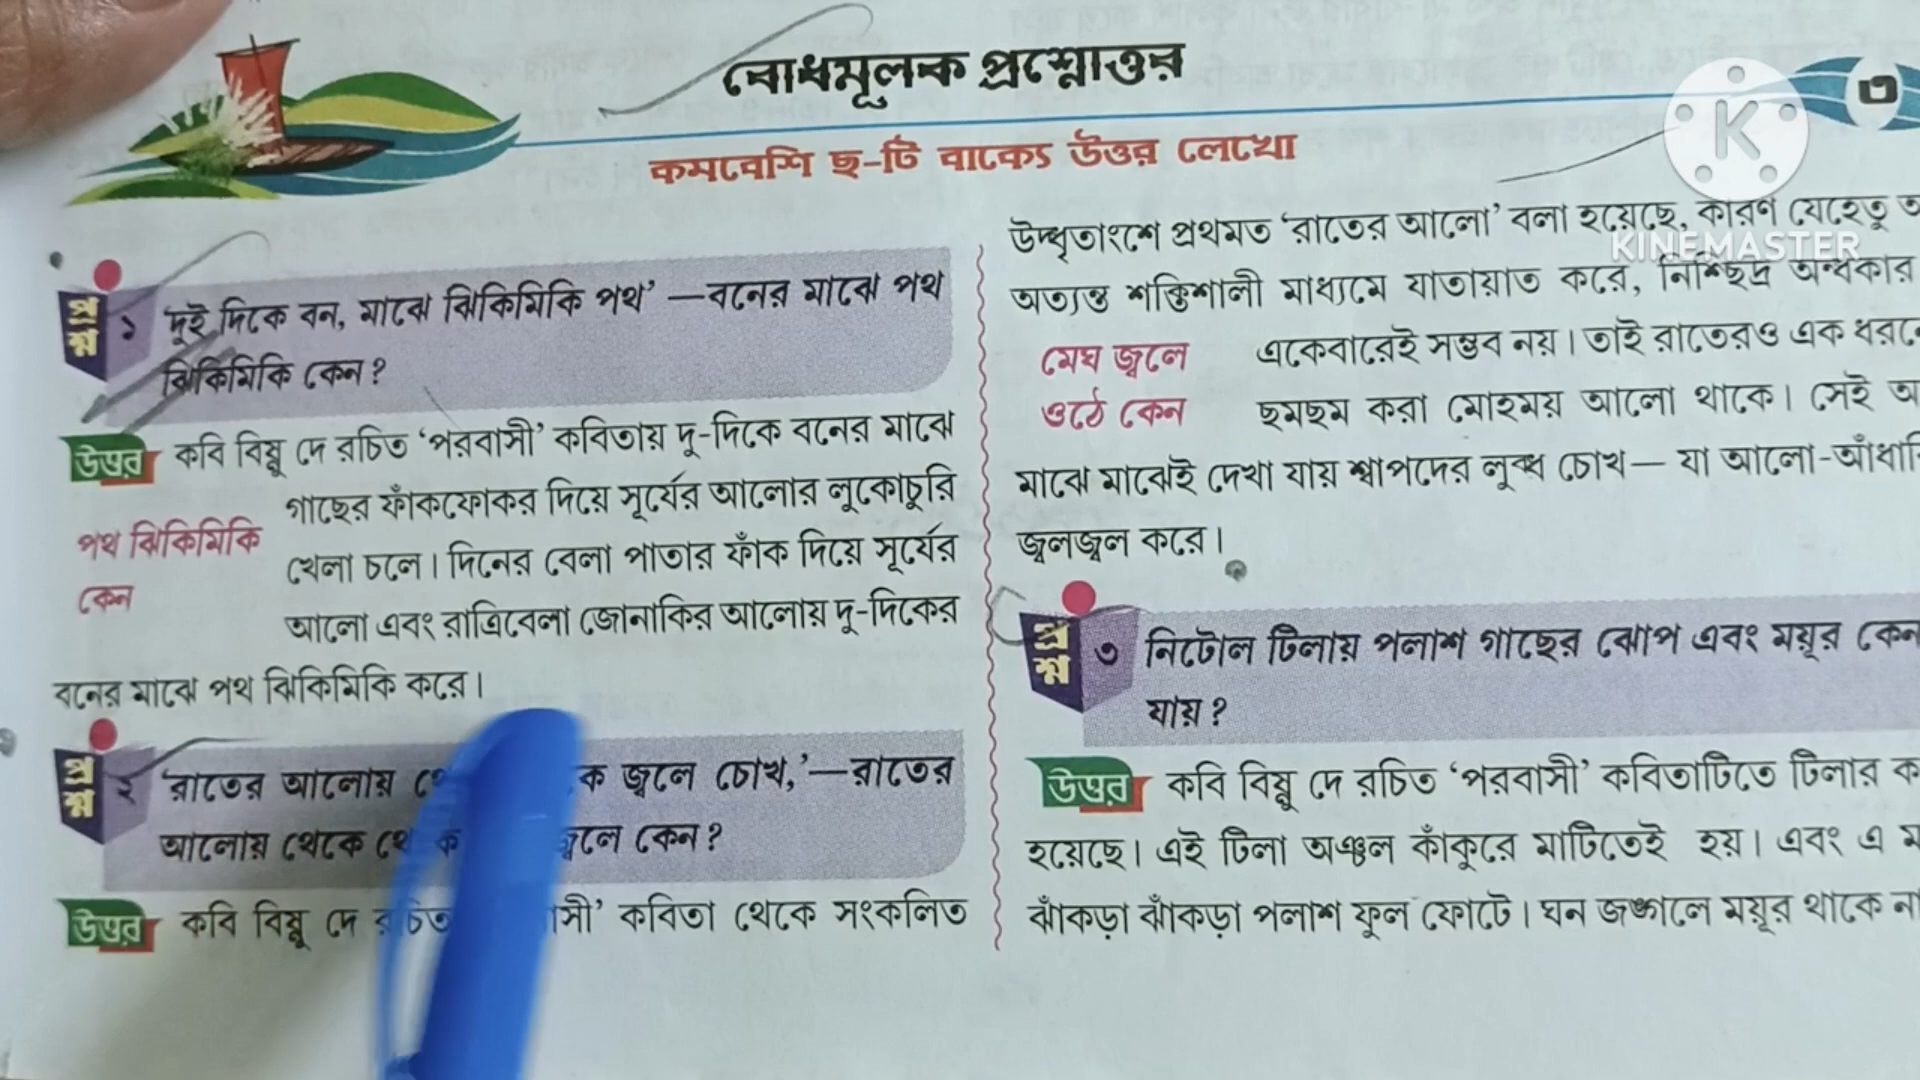 বোধমূলক প্রশ্নোত্তর
৩
কমবেশি ছ-টি বাক্যে উত্তর লেখো
প্রশ্ন ১ 'দুই দিকে বন, মাঝে ঝিকিমিকি পথ' —বনের মাঝে পথ
ঝিকিমিকি কেন?
উত্তর কবি বিষ্ণু দে রচিত 'পরবাসী' কবিতায় দু-দিকে বনের মাঝে
গাছের ফাঁকফোকর দিয়ে সূর্যের আলোর লুকোচুরি
পথ ঝিকিমিকি
কেন
খেলা চলে। দিনের বেলা পাতার ফাঁক দিয়ে সূর্যের
আলো এবং রাত্রিবেলা জোনাকির আলোয় দু-দিকের
বনের মাঝে পথ ঝিকিমিকি করে।
প্রশ্ন ২ 'রাতের আলোয় জ্বলে চোখ,'—রাতের
আলোয় থেকে কেন?
উত্তর কবি বিষ্ণু দে কবিতা থেকে সংকলিত
উদ্ধৃতাংশে প্রথমত 'রাতের আলো' বলা হয়েছে, কারণ যেহেতু
অত্যন্ত শক্তিশালী মাধ্যমে যাতায়াত করে, নিশ্ছিদ্র অন্ধকার
মেঘ জ্বলে
ওঠে কেন
একেবারেই সম্ভব নয়। তাই রাতেরও এক
ছমছম করা মোহময় আলো থাকে। সেই
মাঝে মাঝেই দেখা যায় শ্বাপদের লুব্ধ চোখ— যা
জ্বলজ্বল করে।
প্রশ্ন ৩ নিটোল টিলায় পলাশ গাছের ঝোপ এবং ময়ূর কেন
যায়?
উত্তর কবি বিষ্ণু দে রচিত 'পরবাসী' কবিতাটিতে টিলার
হয়েছে। এই টিলা অঞ্চল কাঁকুরে মাটিতেই হয়। এবং এ
ঝাঁকড়া ঝাঁকড়া পলাশ ফুল ফোটে। ঘন জঙ্গলে ময়ূর থাকে
K
KINEMASTER